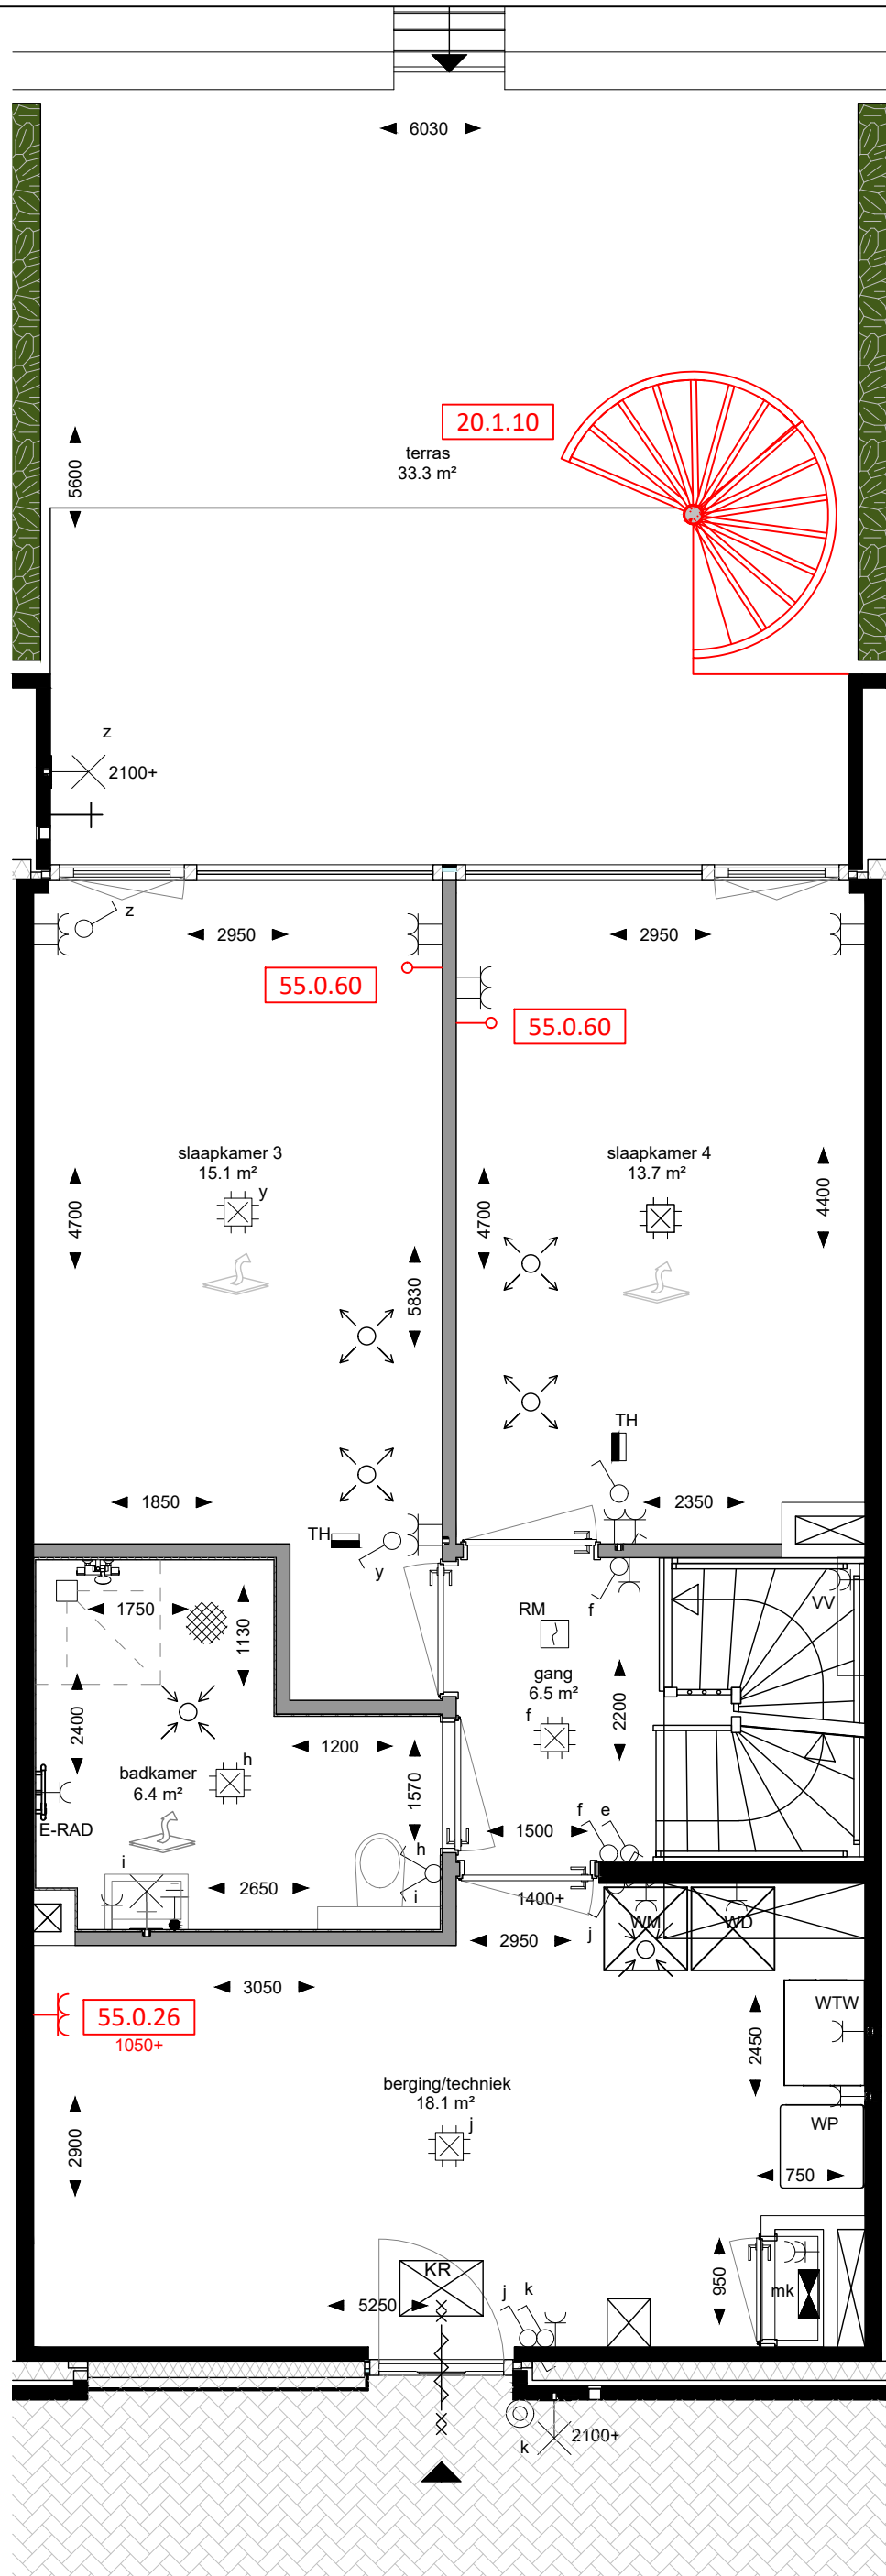 6030
20.1.10
terras
33.3 m²
5600
z
2100+
z
2950
2950
55.0.60
55.0.60
slaapkamer 3
15.1 m²
y
slaapkamer 4
13.7 m²
4700
4700
4400
5830
TH
1850
2350
TH
y
f
VV
1750
1130
RM
gang
6.5 m²
f
2200
2400
1200
badkamer
6.4 m²
h
1570
E-RAD
f e
1500
h
i
i
2650
1400+
j
WM
WD
2950
3050
55.0.26
1050+
WTW
2450
berging/techniek
18.1 m²
j
WP
2900
750
KR
950
mk
5250
j k
k
2100+